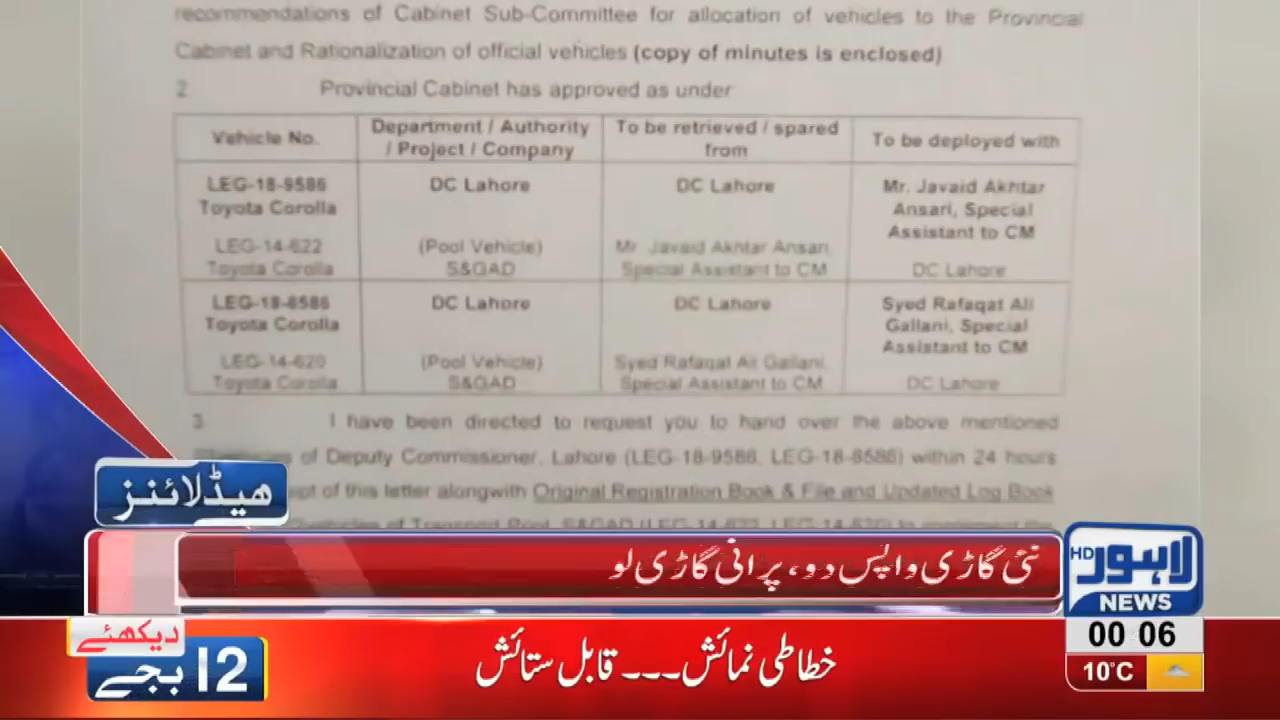 recommendations of Cabinet Sub-Committee for allocation of vehicles to the Provincial
Cabinet and Rationalization of official vehicles (copy of minutes is enclosed)
2 Provincial Cabinet has approved as under
Vehicle No. Department / Authority / Project / Company To be retrieved / spared from To be deployed with
LEG-18-9586 Toyota Corolla DC Lahore DC Lahore Mr. Javaid Akhtar Ansari, Special Assistant to CM
LEG-14-622 Toyota Corolla (Pool Vehicle) S&GAD Mr. Javaid Akhtar Ansari, Special Assistant to CM DC Lahore
LEG-18-8586 Toyota Corolla DC Lahore DC Lahore Syed Rafaqat Ali Gallani, Special Assistant to CM
LEG-14-620 Toyota Corolla (Pool Vehicle) S&GAD Syed Rafaqat Ali Gallani, Special Assistant to CM DC Lahore
3 I have been directed to request you to hand over the above mentioned
of Deputy Commissioner, Lahore (LEG-18-9586, LEG-18-8586) within 24 hours
of this letter alongwith Original Registration Book & File and Updated Log Book
ہیڈلائنز
نئی گاڑی واپس دو، پرانی گاڑی لو
HD لاہور
NEWS
00 06
10°C
دیکھئے
12 بجے
خطاطی نمائش ۔۔۔ قابل ستائش